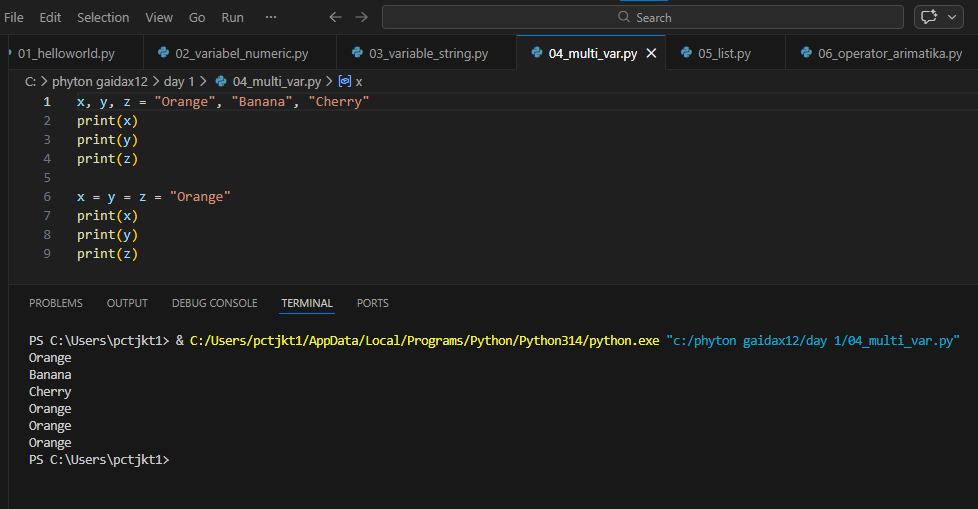 File Edit Selection View Go Run ··· Search
01_helloworld.py 02_variabel_numeric.py 03_variable_string.py 04_multi_var.py 05_list.py 06_operator_arimatika.py
C: > phyton gaidax12 > day 1 > 04_multi_var.py > x
1 x, y, z = "Orange", "Banana", "Cherry"
2 print(x)
3 print(y)
4 print(z)
5
6 x = y = z = "Orange"
7 print(x)
8 print(y)
9 print(z)
PROBLEMS OUTPUT DEBUG CONSOLE TERMINAL PORTS
PS C:\Users\pctjkt1> & C:/Users/pctjkt1/AppData/Local/Programs/Python/Python314/python.exe "c:/phyton gaidax12/day 1/04_multi_var.py"
Orange
Banana
Cherry
Orange
Orange
Orange
PS C:\Users\pctjkt1>